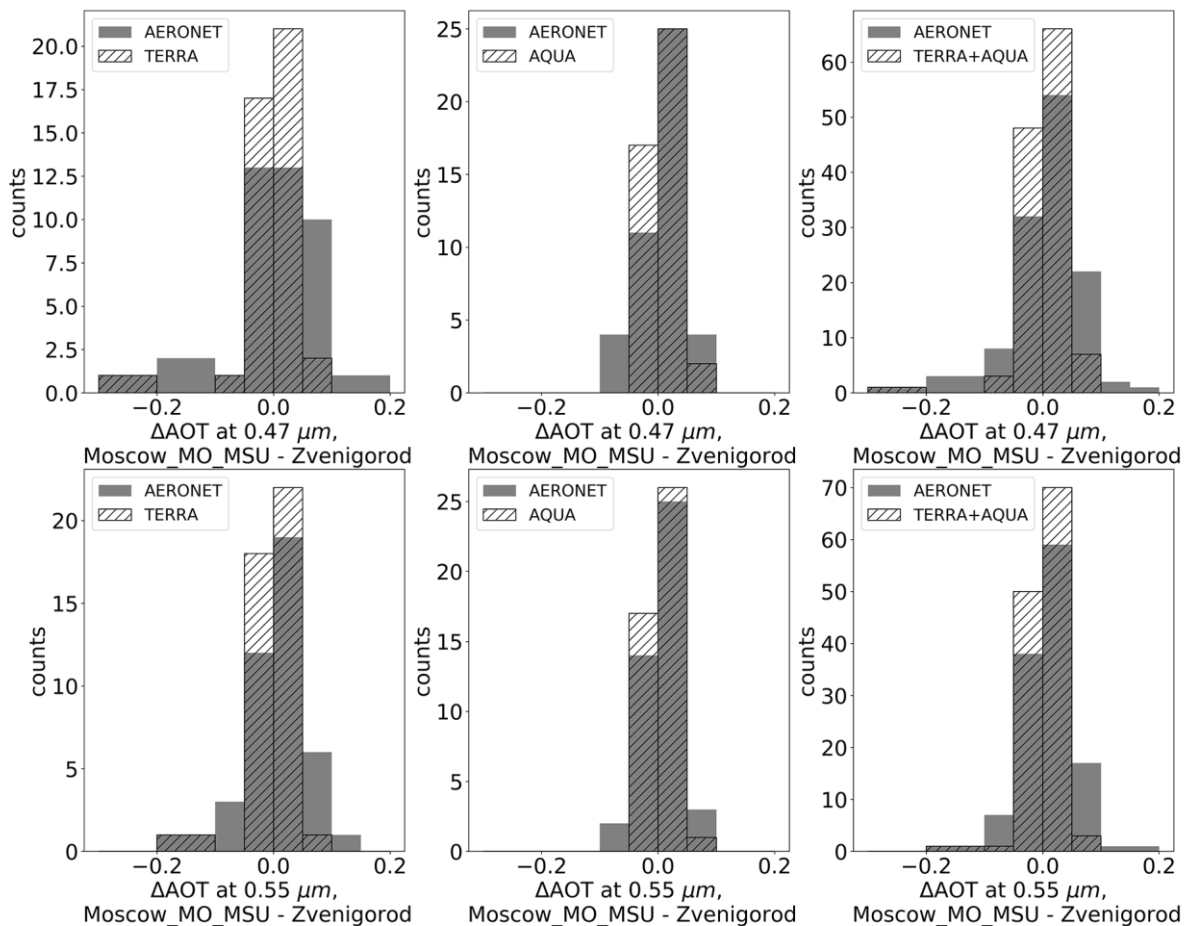 AERONET
TERRA
20.0
17.5
15.0
12.5
10.0
7.5
5.0
2.5
0.0
counts
−0.2 0.0 0.2
ΔAOT at 0.47 μm,
Moscow_MO_MSU - Zvenigorod
AERONET
AQUA
25
20
15
10
5
0
counts
−0.2 0.0 0.2
ΔAOT at 0.47 μm,
Moscow_MO_MSU - Zvenigorod
AERONET
TERRA+AQUA
60
50
40
30
20
10
0
counts
−0.2 0.0 0.2
ΔAOT at 0.47 μm,
Moscow_MO_MSU - Zvenigorod
AERONET
TERRA
20
15
10
5
0
counts
−0.2 0.0 0.2
ΔAOT at 0.55 μm,
Moscow_MO_MSU - Zvenigorod
AERONET
AQUA
25
20
15
10
5
0
counts
−0.2 0.0 0.2
ΔAOT at 0.55 μm,
Moscow_MO_MSU - Zvenigorod
AERONET
TERRA+AQUA
70
60
50
40
30
20
10
0
counts
−0.2 0.0 0.2
ΔAOT at 0.55 μm,
Moscow_MO_MSU - Zvenigorod